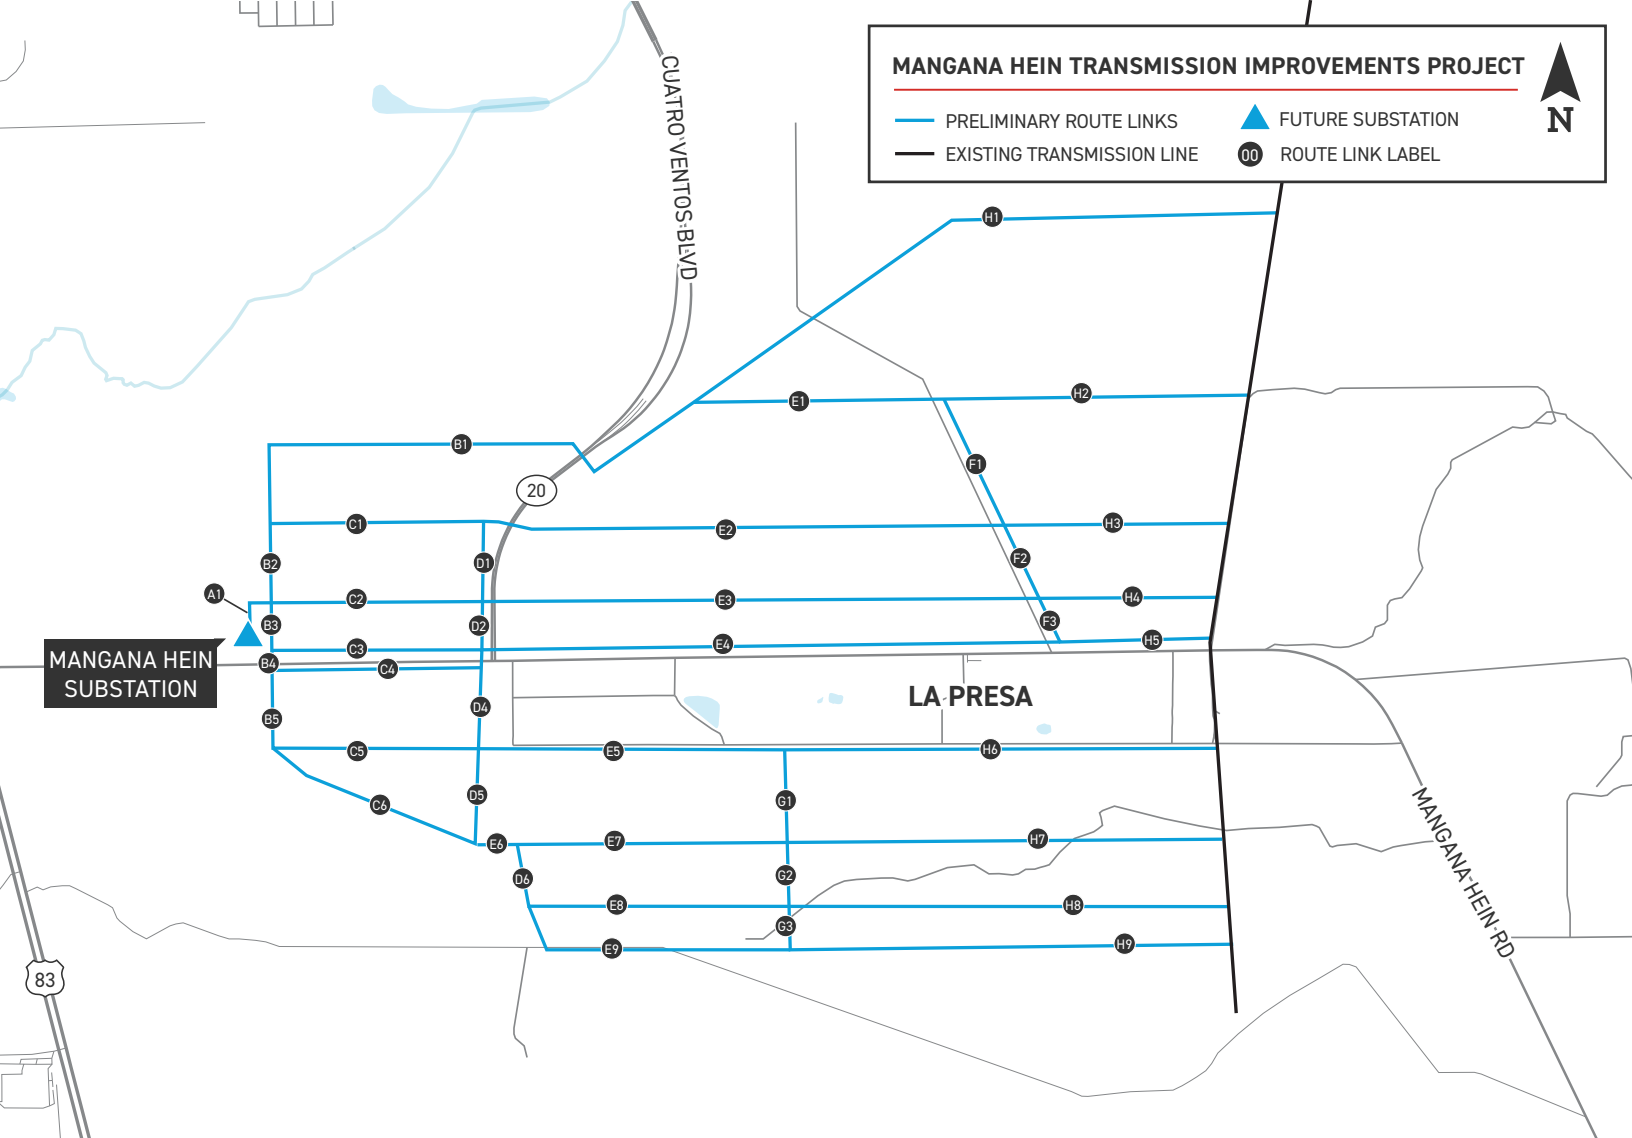 MANGANA HEIN TRANSMISSION IMPROVEMENTS PROJECT
PRELIMINARY ROUTE LINKS
FUTURE SUBSTATION
EXISTING TRANSMISSION LINE
00
ROUTE LINK LABEL
N
CUATRO VENTOS BLVD
H1
E1
H2
B1
F1
20
C1
E2
H3
B2
D1
F2
A1
C2
E3
H4
B3
D2
F3
C3
E4
H5
MANGANA HEIN
SUBSTATION
B4
C4
LA PRESA
B5
D4
C5
E5
H6
C6
D5
G1
E6
E7
H7
D6
G2
E8
H8
G3
E9
H9
MANGANA-HEIN-RD
83